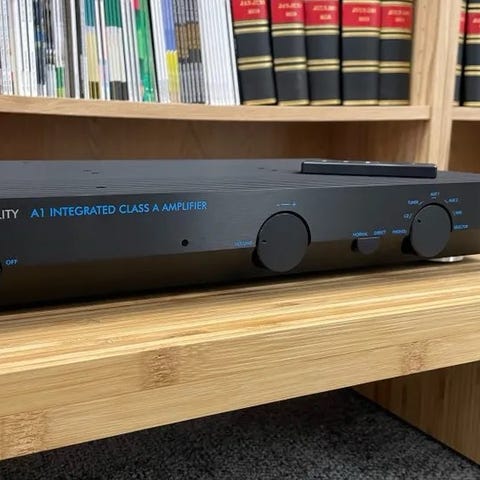 LITY A1 INTEGRATED CLASS A AMPLIFIER
OFF
VOLUME
NORMAL DIRECT
PHONO
CD
TUNER
AUX 1
AUX 2
TAPE
SELECTOR